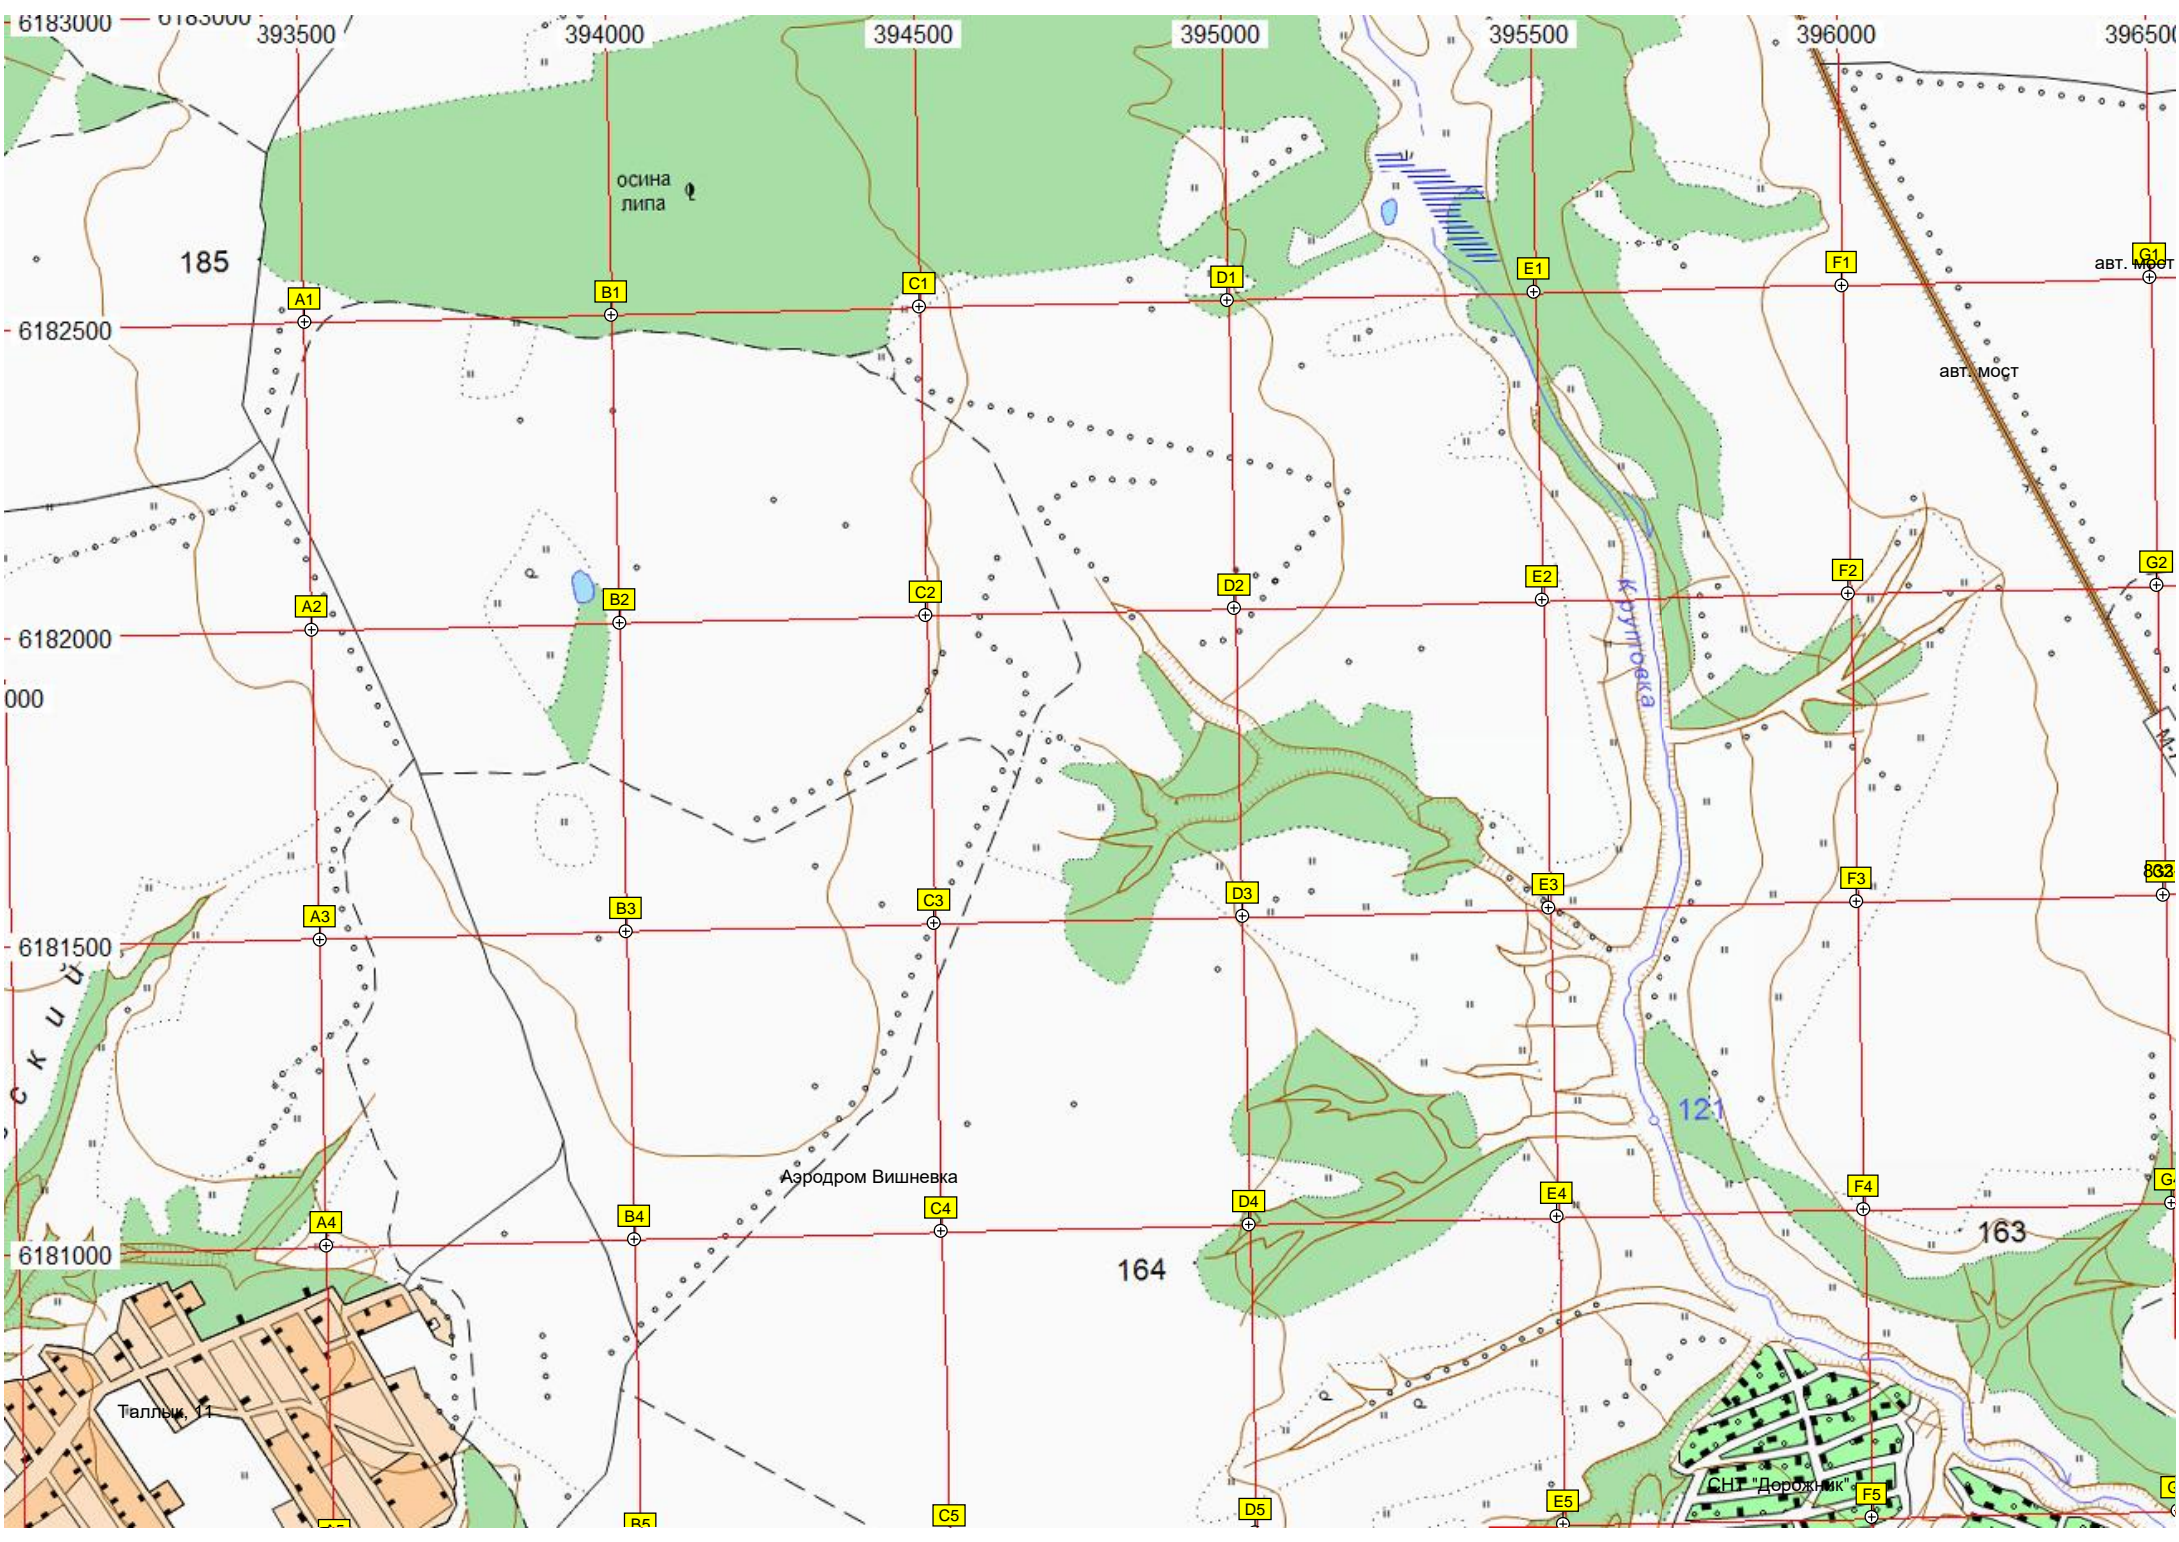 6183000
6183000
393500
394000
394500
395000
395500
396000
осина
липа
185
A1
B1
C1
D1
E1
F1
G1
авт. мост
6182500
авт. мост
A2
B2
C2
D2
E2
F2
G2
6182000
Крутовка
000
A3
B3
C3
D3
E3
F3
6181500
с к и й
121
Аэродром Вишневка
A4
B4
C4
D4
E4
F4
6181000
164
163
Таллык, 11
СНТ "Дорожник"
B5
C5
D5
E5
F5